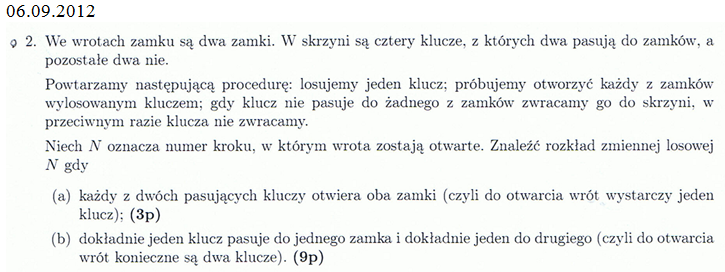 06.09.2012
2. We wrotach zamku są dwa zamki. W skrzyni są cztery klucze, z których dwa pasują do zamków, a
pozostałe dwa nie.
Powtarzamy następującą procedurę: losujemy jeden klucz; próbujemy otworzyć każdy z zamków
wylosowanym kluczem; gdy klucz nie pasuje do żadnego z zamków zwracamy go do skrzyni, w
przeciwnym razie klucza nie zwracamy.
Niech N oznacza numer kroku, w którym wrota zostają otwarte. Znaleźć rozkład zmiennej losowej
N gdy
(a) każdy z dwóch pasujących kluczy otwiera oba zamki (czyli do otwarcia wrót wystarczy jeden
klucz); (3p)
(b) dokładnie jeden klucz pasuje do jednego zamka i dokładnie jeden do drugiego (czyli do otwarcia
wrót konieczne są dwa klucze). (9p)